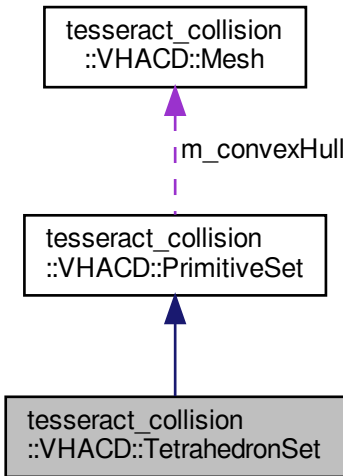 tesseract_collision
::VHACD::Mesh
m_convexHull
tesseract_collision
::VHACD::PrimitiveSet
tesseract_collision
::VHACD::TetrahedronSet